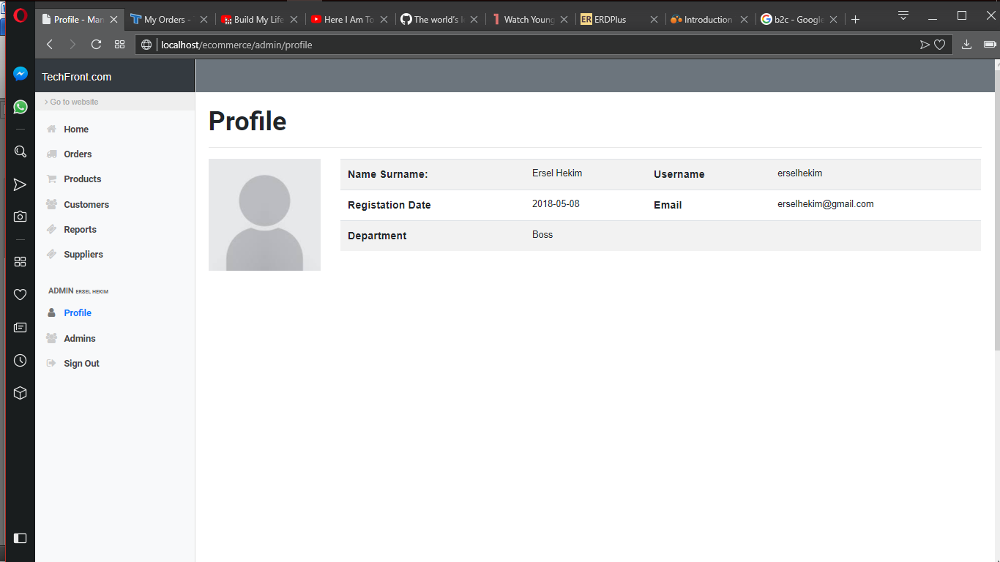 Profile - Man
My Orders -
Build My Life
Here I Am To
The world's
Watch Young
ER ERDPlus
Introduction
b2c - Google
localhost/ecommerce/admin/profile
TechFront.com
> Go to website
Home
Orders
Products
Customers
Reports
Suppliers
ADMIN ERSEL HEKIM
Profile
Admins
Sign Out
Profile
Name Surname: Ersel Hekim Username erselhekim
Registation Date 2018-05-08 Email erselhekim@gmail.com
Department Boss